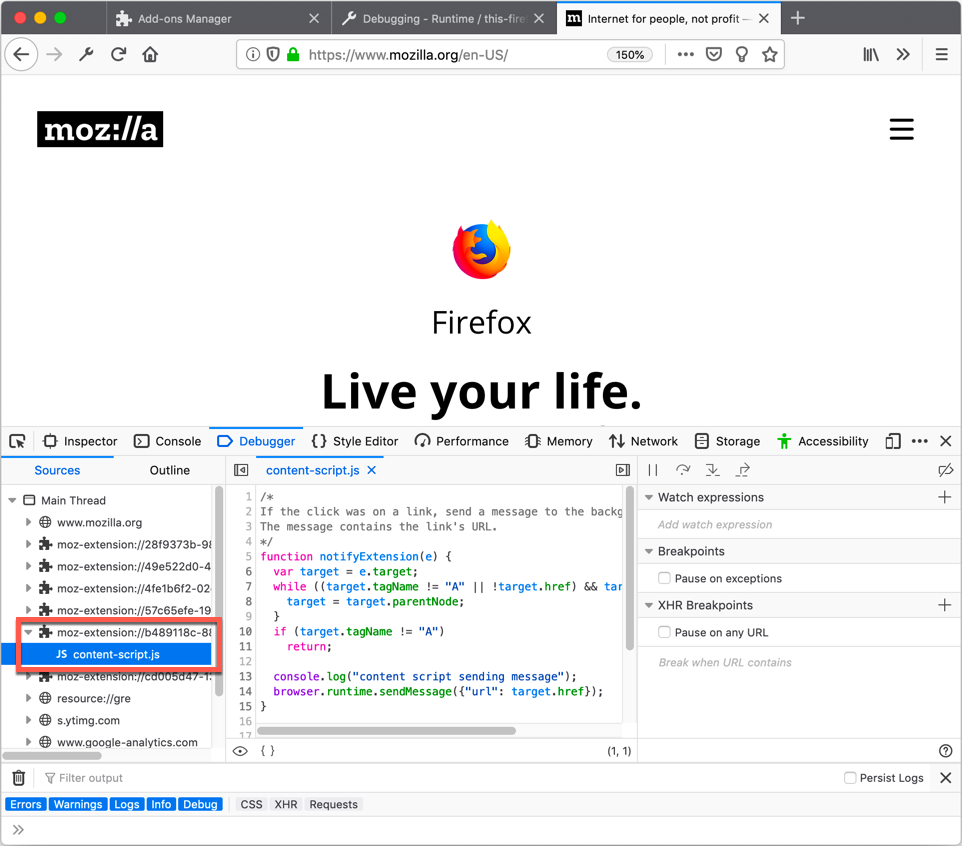 Add-ons Manager
Debugging - Runtime / this-fire
Internet for people, not profit —
https://www.mozilla.org/en-US/
150%
moz://a
Firefox
Live your life.
Inspector
Console
Debugger
Style Editor
Performance
Memory
Network
Storage
Accessibility
Sources
Outline
Main Thread
www.mozilla.org
moz-extension://28f9373b-98
moz-extension://49e522d0-4
moz-extension://4fe1b6f2-02
moz-extension://57c65efe-19
moz-extension://b489118c-88
JS content-script.js
moz-extension://cd005d47-1
resource://gre
s.ytimg.com
www.google-analytics.com
content-script.js
1 /*
2 If the click was on a link, send a message to the backg
3 The message contains the link's URL.
4 */
5 function notifyExtension(e) {
6 var target = e.target;
7 while ((target.tagName != "A" || !target.href) && tar
8 target = target.parentNode;
9 }
10 if (target.tagName != "A")
11 return;
12
13 console.log("content script sending message");
14 browser.runtime.sendMessage({"url": target.href});
15 }
16
17
{ }
(1, 1)
Watch expressions
Add watch expression
Breakpoints
Pause on exceptions
XHR Breakpoints
Pause on any URL
Break when URL contains
Filter output
Persist Logs
Errors
Warnings
Logs
Info
Debug
CSS
XHR
Requests